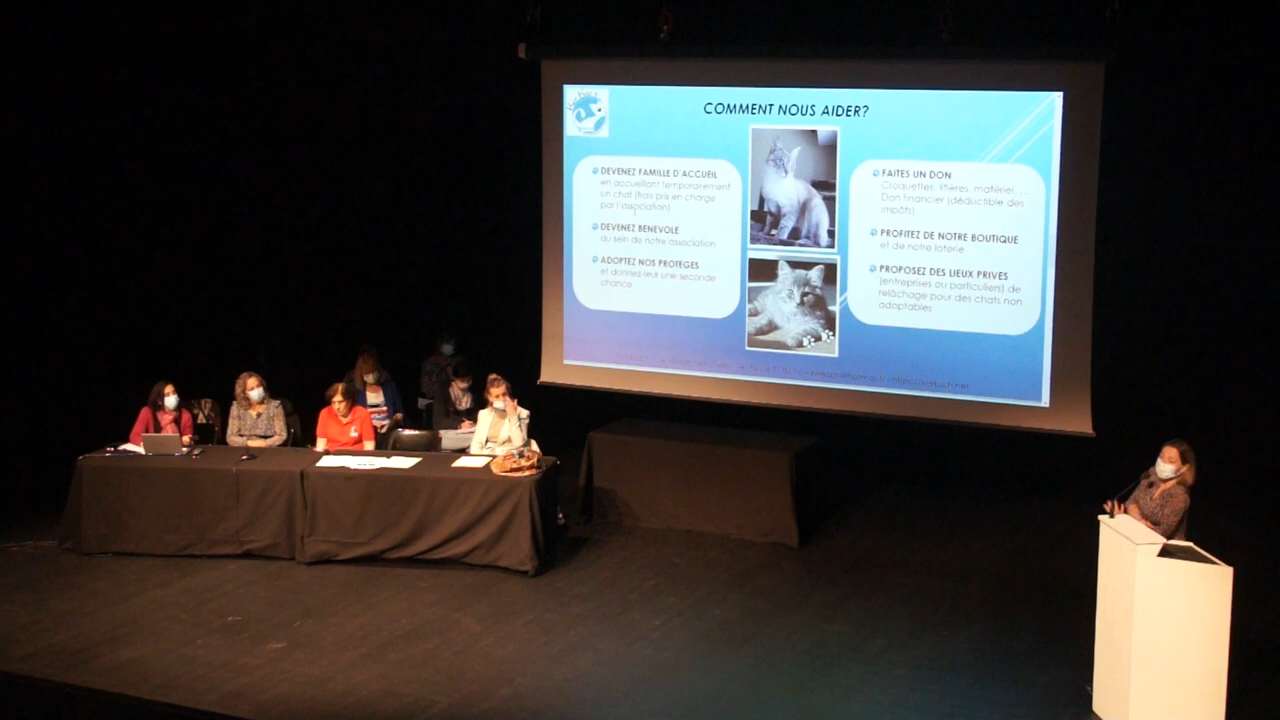 COMMENT NOUS AIDER?
DEVENEZ FAMILLE D'ACCUEIL
en accueillant temporairement
un chat (frais pris en charge
par l'association)
DEVENEZ BENEVOLE
au sein de notre association
ADOPTEZ NOS PROTEGES
et donnez-leur une seconde
chance
FAITES UN DON
Croquettes, litières, matériel, ...
Don financier (déductible des
impôts)
PROFITEZ DE NOTRE BOUTIQUE
et de notre loterie
PROPOSEZ DES LIEUX PRIVES
(entreprises ou particuliers) de
relâchage pour des chats non
adoptables